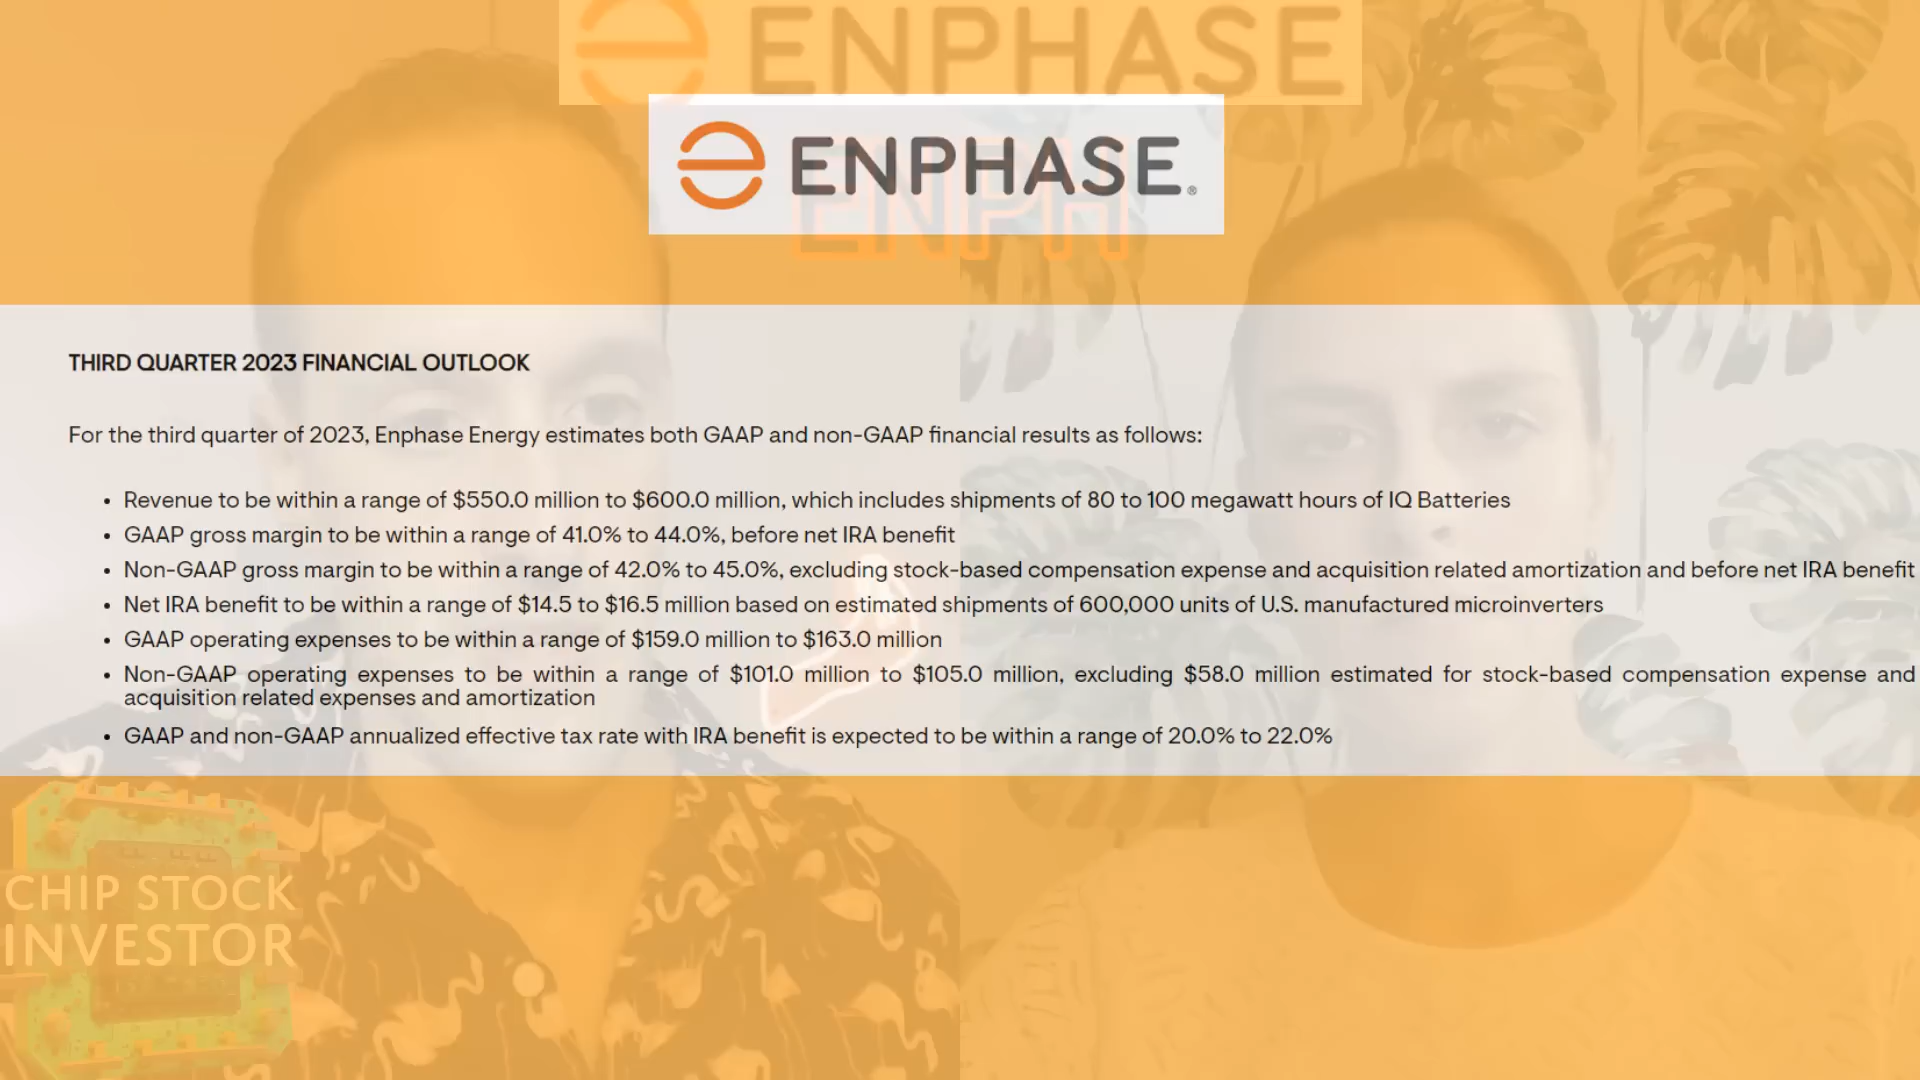 ENPHASE
ENPHASE®
ENPH
THIRD QUARTER 2023 FINANCIAL OUTLOOK
For the third quarter of 2023, Enphase Energy estimates both GAAP and non-GAAP financial results as follows:
• Revenue to be within a range of $550.0 million to $600.0 million, which includes shipments of 80 to 100 megawatt hours of IQ Batteries
• GAAP gross margin to be within a range of 41.0% to 44.0%, before net IRA benefit
• Non-GAAP gross margin to be within a range of 42.0% to 45.0%, excluding stock-based compensation expense and acquisition related amortization and before net IRA benefit
• Net IRA benefit to be within a range of $14.5 to $16.5 million based on estimated shipments of 600,000 units of U.S. manufactured microinverters
• GAAP operating expenses to be within a range of $159.0 million to $163.0 million
• Non-GAAP operating expenses to be within a range of $101.0 million to $105.0 million, excluding $58.0 million estimated for stock-based compensation expense and
acquisition related expenses and amortization
• GAAP and non-GAAP annualized effective tax rate with IRA benefit is expected to be within a range of 20.0% to 22.0%
CHIP STOCK
INVESTOR